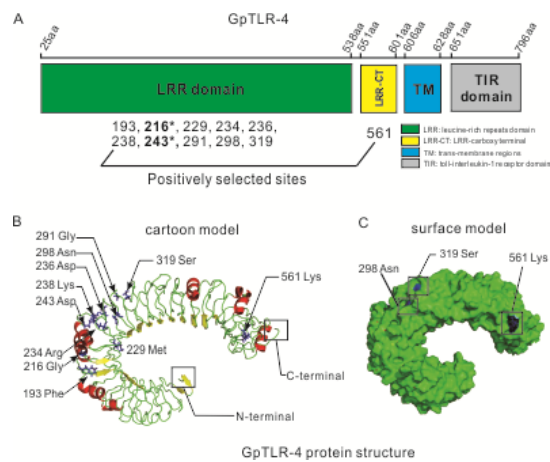 A
GpTLR-4
25aa 538aa 551aa 601aa 606aa 628aa 651aa 798aa
LRR domain LRR-CT TM TIR domain
193, 216*, 229, 234, 236,
238, 243*, 291, 298, 319
561
Positively selected sites
LRR: leucine-rich repeats domain
LRR-CT: LRR-carboxy terminal
TM: trans-membrane regions
TIR: toll-interleukin-1 receptor domain
B cartoon model
291 Gly
298 Asn
236 Asp
238 Lys
243 Asp
319 Ser
561 Lys
234 Arg
216 Gly
229 Met
193 Phe
C-terminal
N-terminal
C surface model
319 Ser
298 Asn
561 Lys
GpTLR-4 protein structure